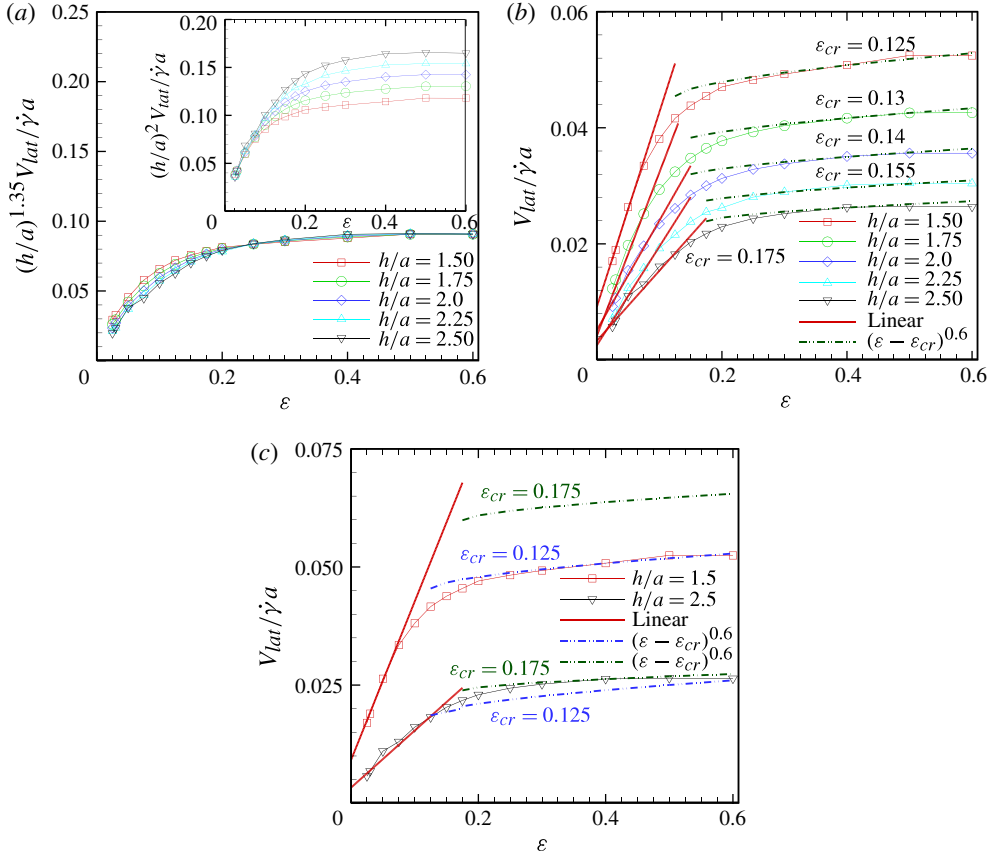 (a)
(h/a)^1.35 V_lat/γ̇a
0.25
0.20
0.15
0.10
0.05
0
0.2
0.4
0.6
ε
(h/a)^2 V_lat/γ̇a
0.20
0.15
0.10
0.05
0
0.2
0.4
0.6
ε
h/a = 1.50
h/a = 1.75
h/a = 2.0
h/a = 2.25
h/a = 2.50
(b)
V_lat/γ̇a
0.06
0.04
0.02
0
0.2
0.4
0.6
ε
ε_cr = 0.125
ε_cr = 0.13
ε_cr = 0.14
ε_cr = 0.155
ε_cr = 0.175
h/a = 1.50
h/a = 1.75
h/a = 2.0
h/a = 2.25
h/a = 2.50
Linear
(ε − ε_cr)^0.6
(c)
V_lat/γ̇a
0.075
0.050
0.025
0
0.2
0.4
0.6
ε
ε_cr = 0.175
ε_cr = 0.125
h/a = 1.5
h/a = 2.5
Linear
(ε − ε_cr)^0.6
(ε − ε_cr)^0.6
ε_cr = 0.175
ε_cr = 0.125